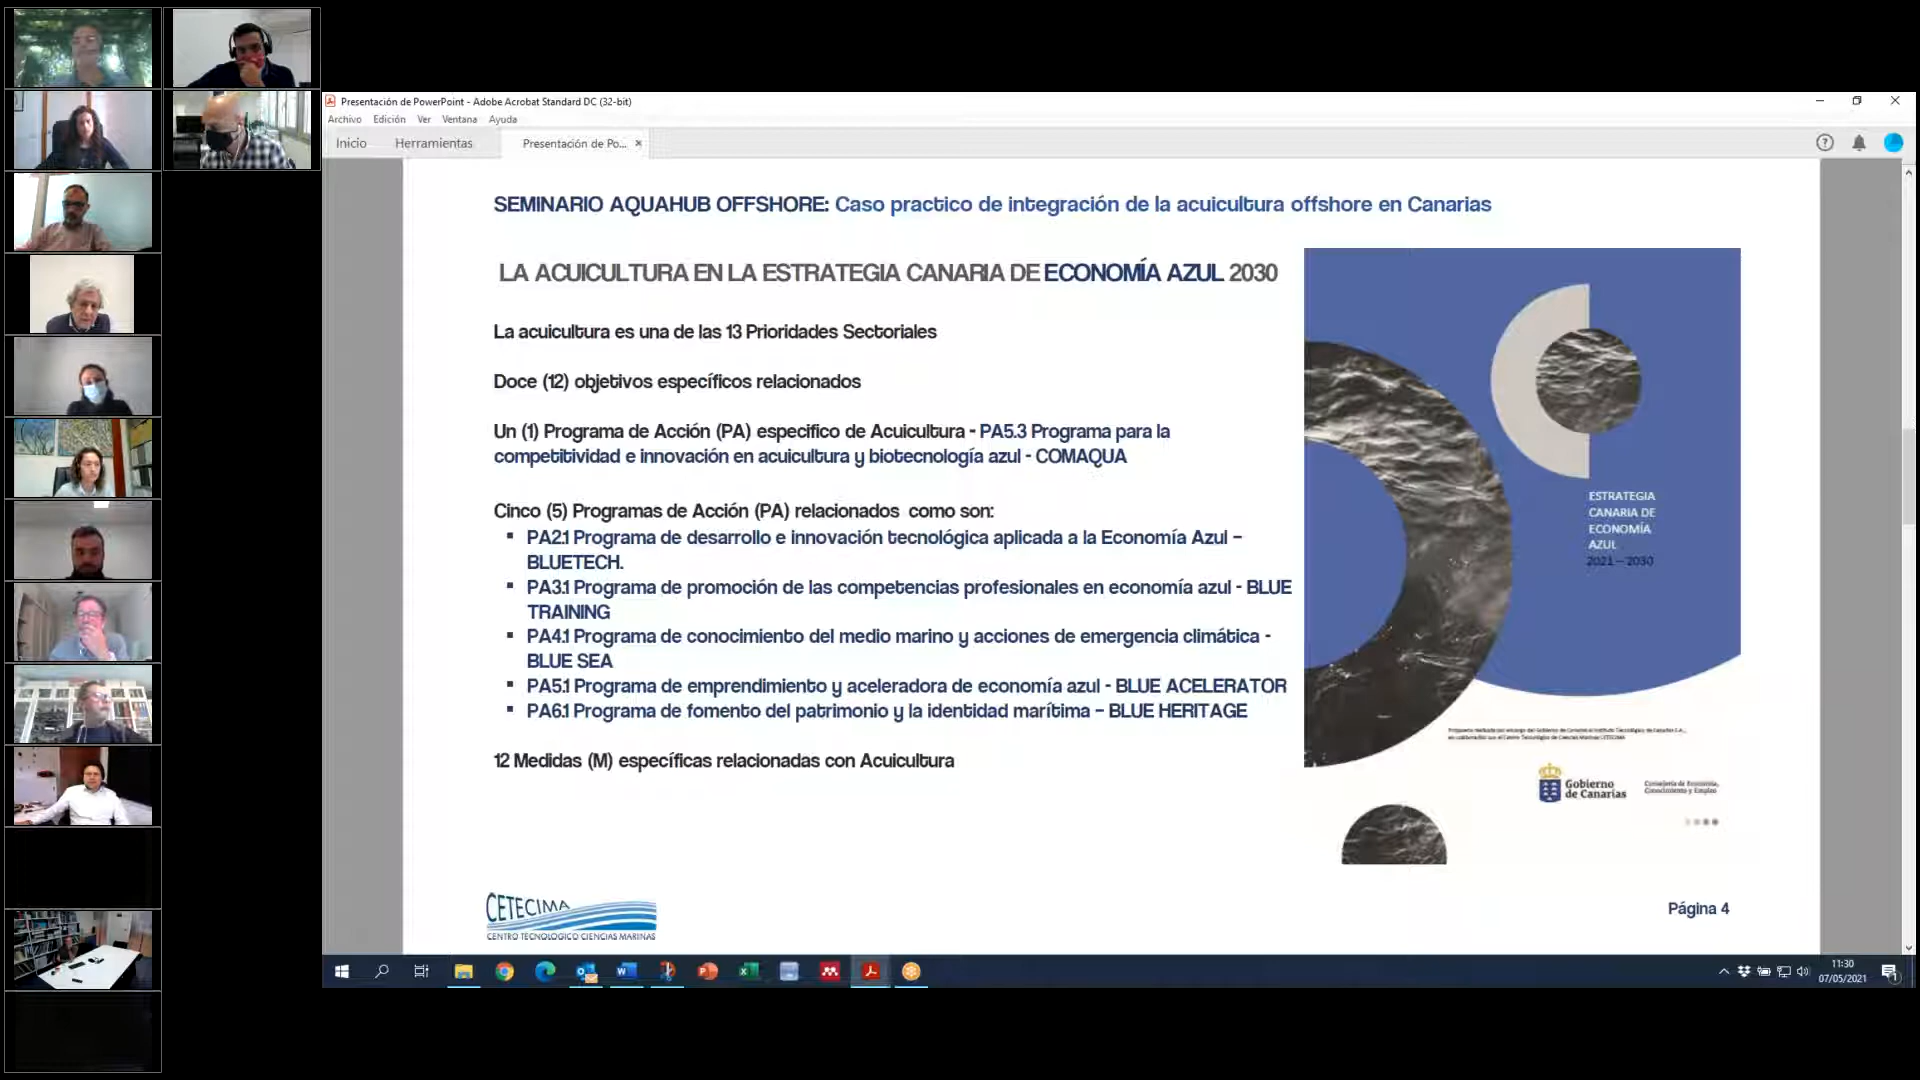 Presentación de PowerPoint - Adobe Acrobat Standard DC (32-bit)
Archivo Edición Ver Ventana Ayuda
Inicio Herramientas Presentación de Po... ×
SEMINARIO AQUAHUB OFFSHORE: Caso practico de integración de la acuicultura offshore en Canarias
LA ACUICULTURA EN LA ESTRATEGIA CANARIA DE ECONOMÍA AZUL 2030
La acuicultura es una de las 13 Prioridades Sectoriales
Doce (12) objetivos específicos relacionados
Un (1) Programa de Acción (PA) especifico de Acuicultura - PA5.3 Programa para la
competitividad e innovación en acuicultura y biotecnología azul - COMAQUA
Cinco (5) Programas de Acción (PA) relacionados como son:
▪ PA2.1 Programa de desarrollo e innovación tecnológica aplicada a la Economía Azul –
BLUETECH.
▪ PA3.1 Programa de promoción de las competencias profesionales en economía azul - BLUE
TRAINING
▪ PA4.1 Programa de conocimiento del medio marino y acciones de emergencia climática -
BLUE SEA
▪ PA5.1 Programa de emprendimiento y aceleradora de economía azul - BLUE ACELERATOR
▪ PA6.1 Programa de fomento del patrimonio y la identidad marítima – BLUE HERITAGE
12 Medidas (M) específicas relacionadas con Acuicultura
ESTRATEGIA
CANARIA DE
ECONOMÍA
AZUL
2021 – 2030
Gobierno
de Canarias
Consejería de Economía,
Conocimiento y Empleo
CETECIMA
CENTRO TECNOLÓGICO CIENCIAS MARINAS
Página 4
11:30
07/05/2021